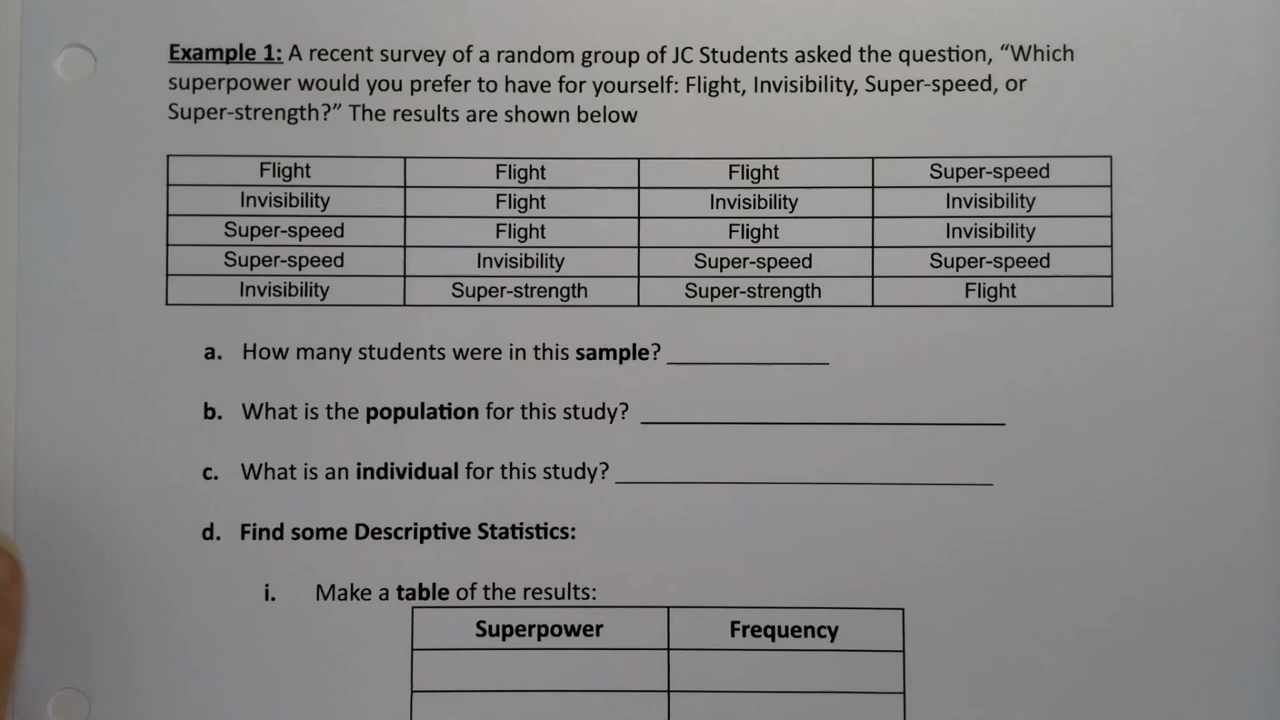 Example 1: A recent survey of a random group of JC Students asked the question, “Which
superpower would you prefer to have for yourself: Flight, Invisibility, Super-speed, or
Super-strength?” The results are shown below
Flight Flight Flight Super-speed
Invisibility Flight Invisibility Invisibility
Super-speed Flight Flight Invisibility
Super-speed Invisibility Super-speed Super-speed
Invisibility Super-strength Super-strength Flight
a. How many students were in this sample?
b. What is the population for this study?
c. What is an individual for this study?
d. Find some Descriptive Statistics:
i. Make a table of the results:
Superpower Frequency